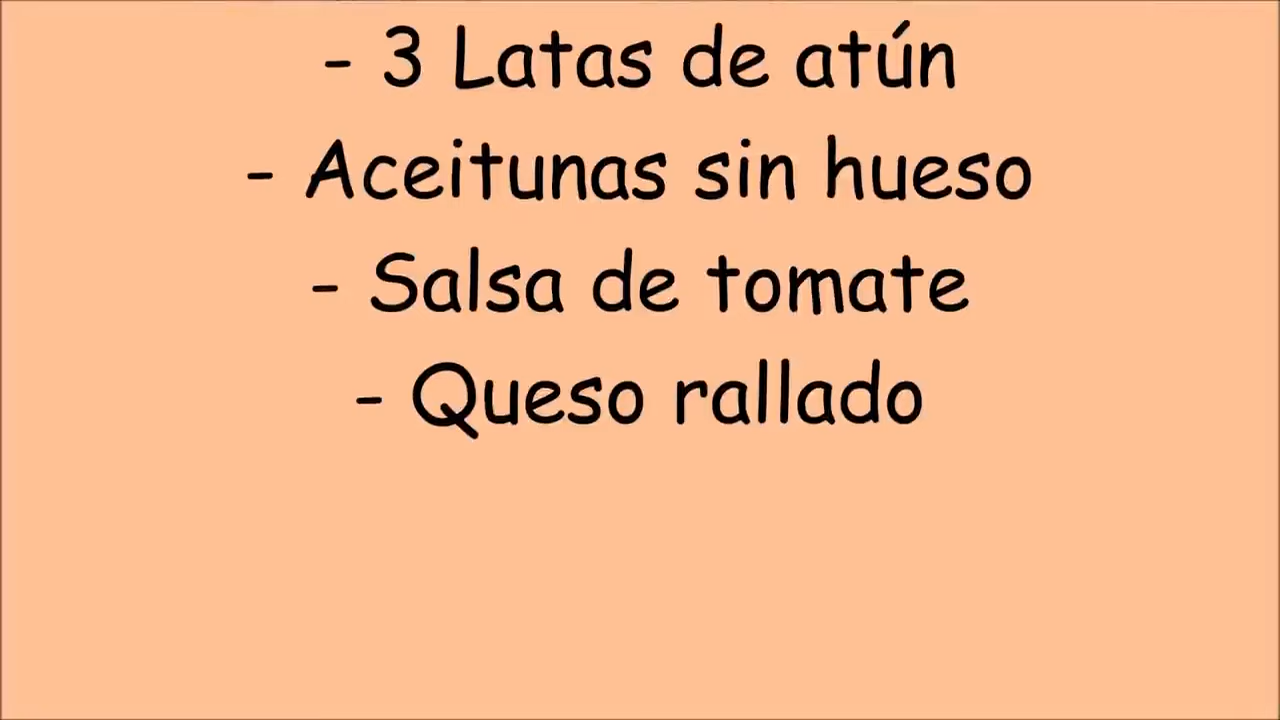 - 3 Latas de atún
- Aceitunas sin hueso
- Salsa de tomate
- Queso rallado